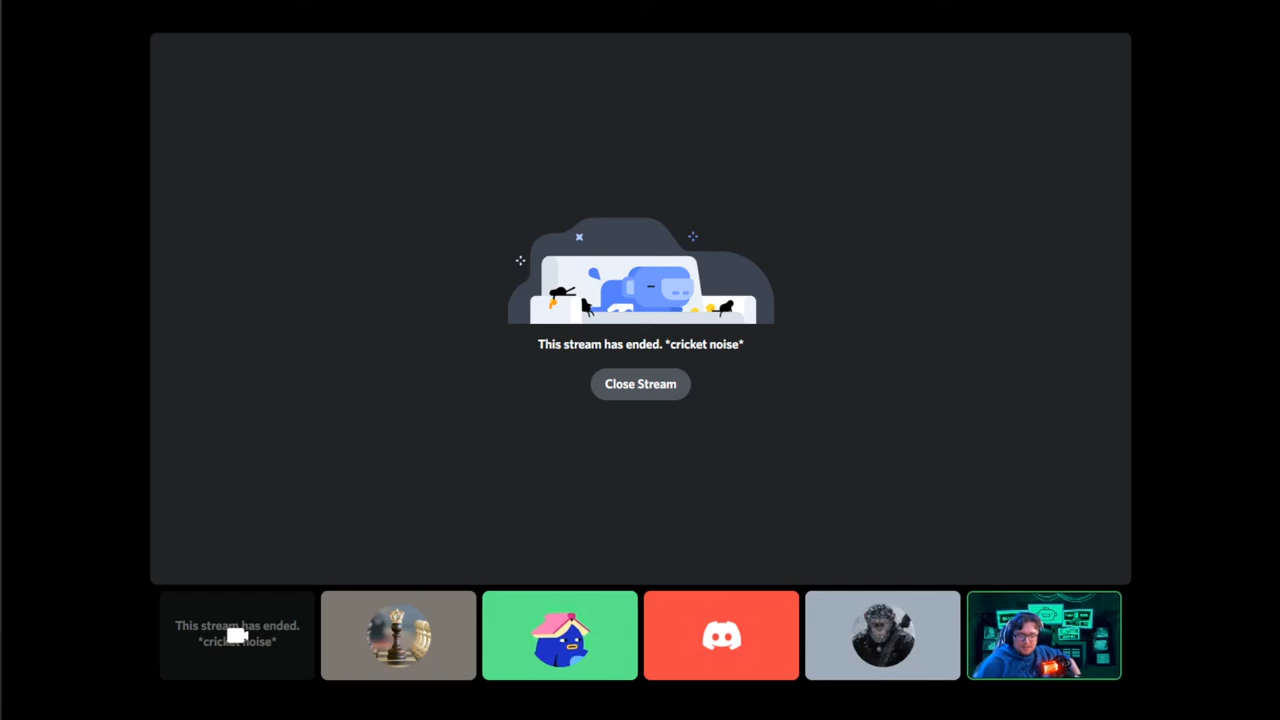 This stream has ended. *cricket noise*
Close Stream
This stream has ended.
*cricket noise*